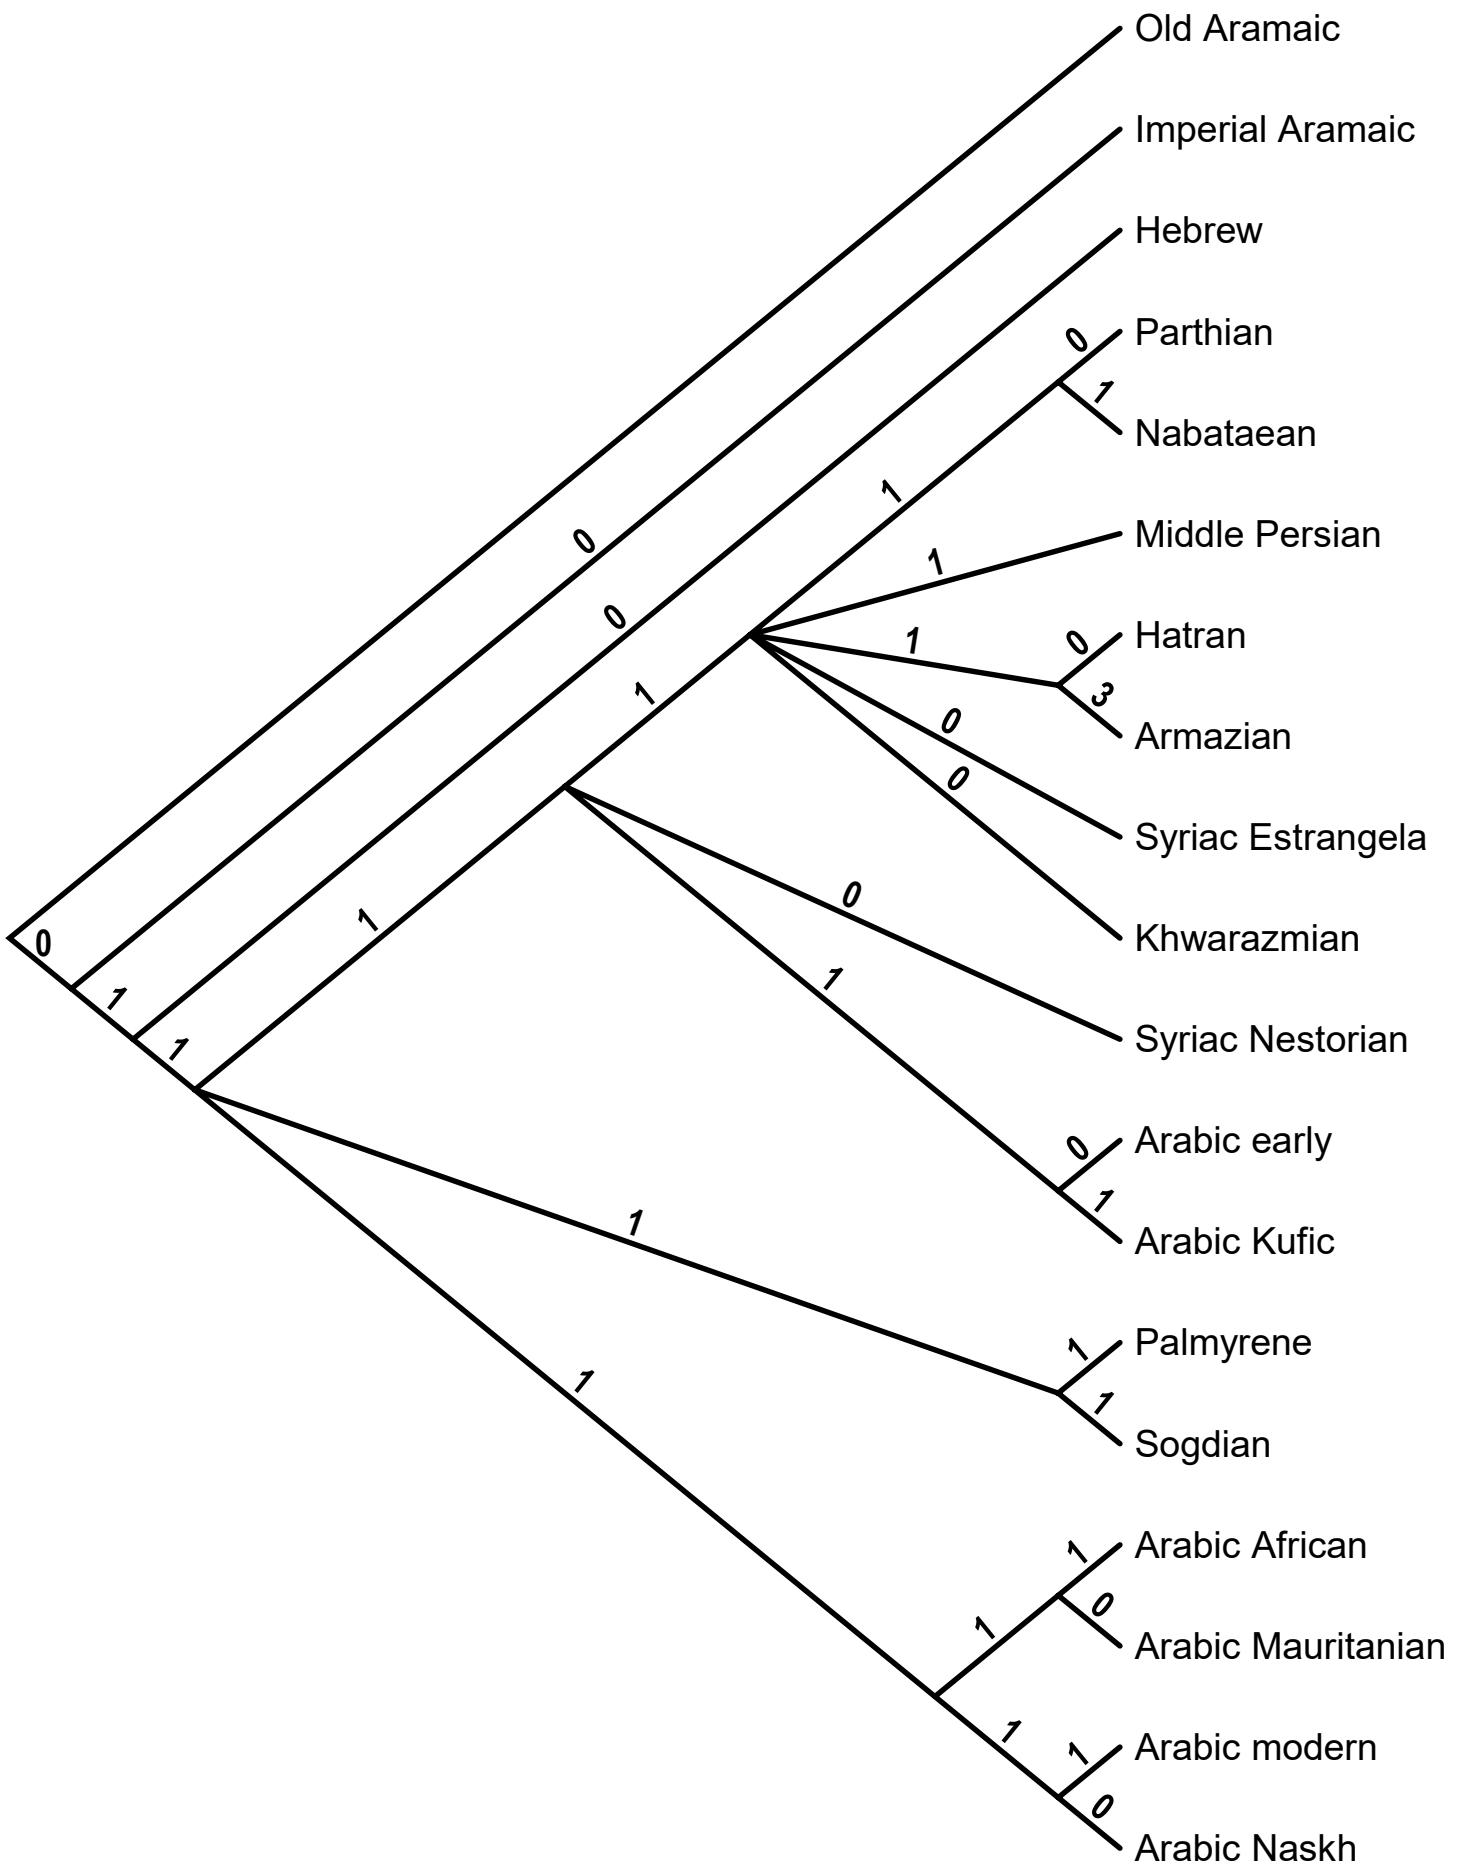 Old Aramaic
Imperial Aramaic
Hebrew
0
Parthian
1
Nabataean
1
0
1
Middle Persian
0
1
0
Hatran
1
3
Armazian
0
0
Syriac Estrangela
1
0
0
Khwarazmian
1
1
1
Syriac Nestorian
0
Arabic early
1
Arabic Kufic
1
1
Palmyrene
1
1
Sogdian
1
Arabic African
0
1
Arabic Mauritanian
1
1
Arabic modern
0
Arabic Naskh